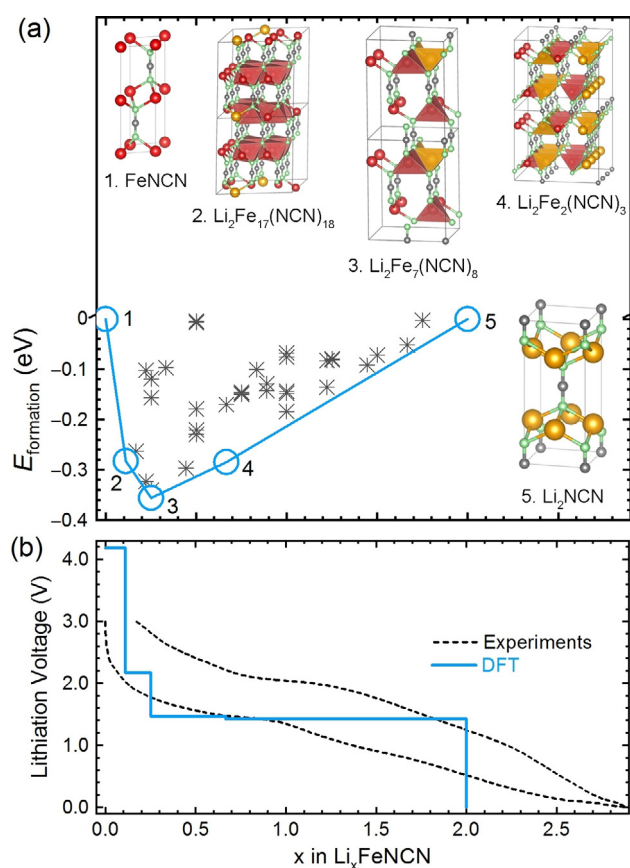 (a)
1. FeNCN
2. Li₂Fe₁₇(NCN)₁₈
3. Li₂Fe₇(NCN)₈
4. Li₂Fe₂(NCN)₃
5. Li₂NCN
1
2
3
4
5
0
−0.1
−0.2
−0.3
−0.4
E_formation (eV)
(b)
4.0
3.0
2.0
1.0
0.0
Lithiation Voltage (V)
Experiments
DFT
0.0 0.5 1.0 1.5 2.0 2.5
x in LiₓFeNCN